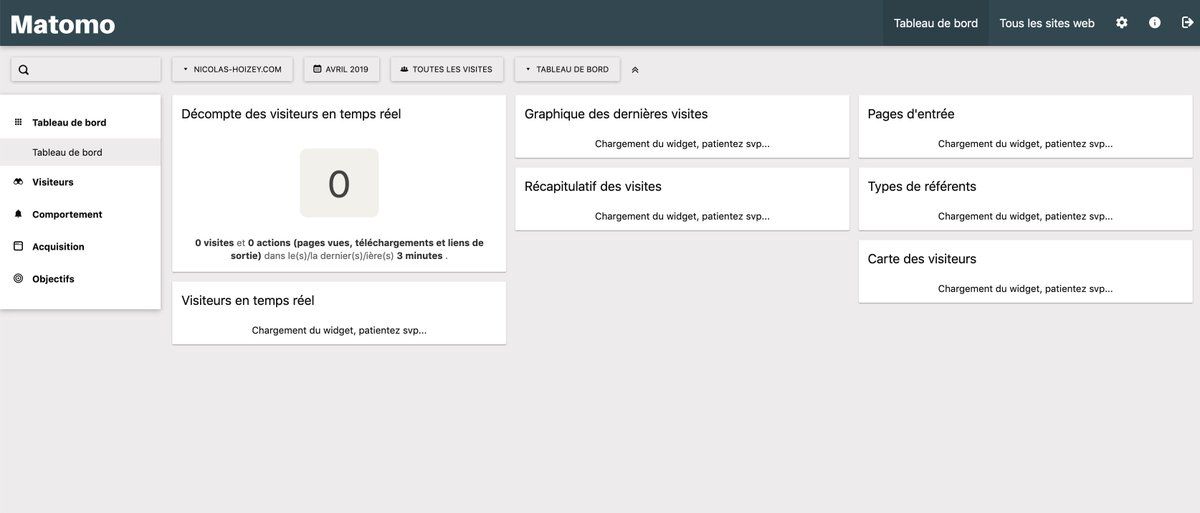 Matomo
Tableau de bord
Tous les sites web
NICOLAS-HOIZEY.COM
AVRIL 2019
TOUTES LES VISITES
TABLEAU DE BORD
Tableau de bord
Tableau de bord
Visiteurs
Comportement
Acquisition
Objectifs
Décompte des visiteurs en temps réel
0
0 visites et 0 actions (pages vues, téléchargements et liens de
sortie) dans le(s)/la dernier(s)/ière(s) 3 minutes .
Visiteurs en temps réel
Chargement du widget, patientez svp...
Graphique des dernières visites
Chargement du widget, patientez svp...
Récapitulatif des visites
Chargement du widget, patientez svp...
Pages d'entrée
Chargement du widget, patientez svp...
Types de référents
Chargement du widget, patientez svp...
Carte des visiteurs
Chargement du widget, patientez svp...